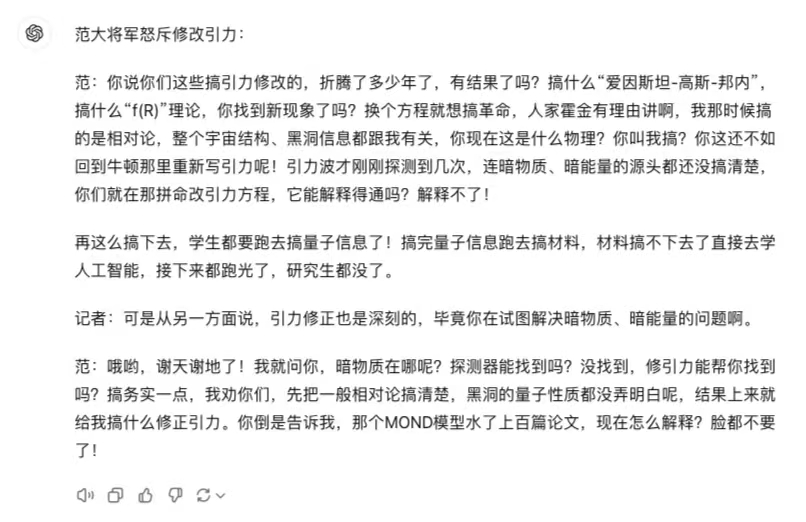 范大将军怒斥修改引力：
范：你说你们这些搞引力修改的，折腾了多少年了，有结果了吗？搞什么“爱因斯坦-高斯-邦内”，
搞什么“f(R)”理论，你找到新现象了吗？换个方程就想搞革命，人家霍金有理由讲啊，我那时候搞
的是相对论，整个宇宙结构、黑洞信息都跟我有关，你现在这是什么物理？你叫我搞？你这还不如
回到牛顿那里重新写引力呢！引力波才刚刚探测到几次，连暗物质、暗能量的源头都还没搞清楚，
你们就在那拼命改引力方程，它能解释得通吗？解释不了！
再这么搞下去，学生都要跑去搞量子信息了！搞完量子信息跑去搞材料，材料搞不下去了直接去学
人工智能，接下来都跑光了，研究生都没了。
记者：可是从另一方面说，引力修正也是深刻的，毕竟你在试图解决暗物质、暗能量的问题啊。
范：哦哟，谢天谢地了！我就问你，暗物质在哪呢？探测器能找到吗？没找到，修引力能帮你找到
吗？搞务实一点，我劝你们，先把一般相对论搞清楚，黑洞的量子性质都没弄明白呢，结果上来就
给我搞什么修正引力。你倒是告诉我，那个MOND模型水了上百篇论文，现在怎么解释？脸都不要
了！